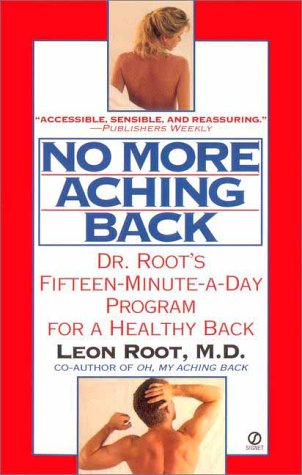 "ACCESSIBLE, SENSIBLE, AND REASSURING."
—PUBLISHERS WEEKLY
NO MORE
ACHING
BACK
DR. ROOT'S
FIFTEEN-MINUTE-A-DAY
PROGRAM
FOR A HEALTHY BACK
LEON ROOT, M.D.
CO-AUTHOR OF OH, MY ACHING BACK
SIGNET